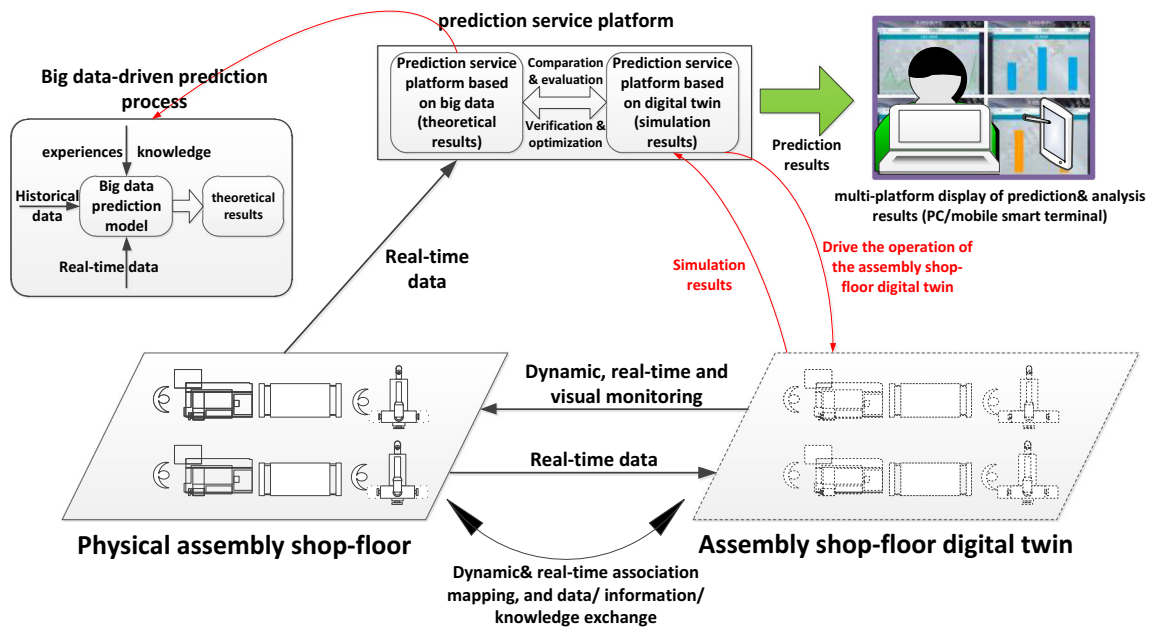 prediction service platform
Big data-driven prediction
process
experiences
knowledge
Historical
data
Big data
prediction
model
theoretical
results
Real-time data
Prediction service
platform based
on big data
(theoretical
results)
Comparation
& evaluation
Verification &
optimization
Prediction service
platform based
on digital twin
(simulation
results)
Prediction
results
multi-platform display of prediction& analysis
results (PC/mobile smart terminal)
Real-time
data
Simulation
results
Drive the operation of
the assembly shop-
floor digital twin
Dynamic, real-time and
visual monitoring
Real-time data
Physical assembly shop-floor
Assembly shop-floor digital twin
Dynamic& real-time association
mapping, and data/ information/
knowledge exchange